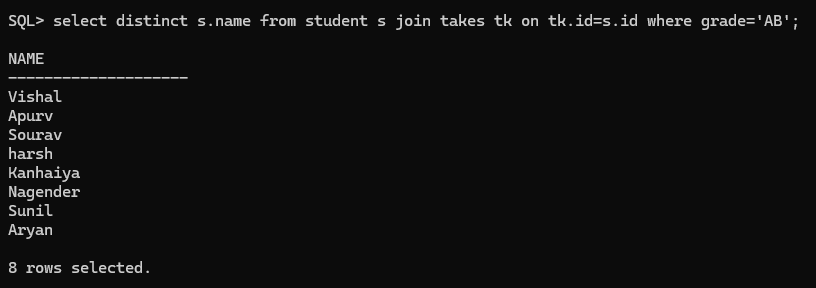 SQL> select distinct s.name from student s join takes tk on tk.id=s.id where grade='AB';
NAME
--------------------
Vishal
Apurv
Sourav
harsh
Kanhaiya
Nagender
Sunil
Aryan
8 rows selected.